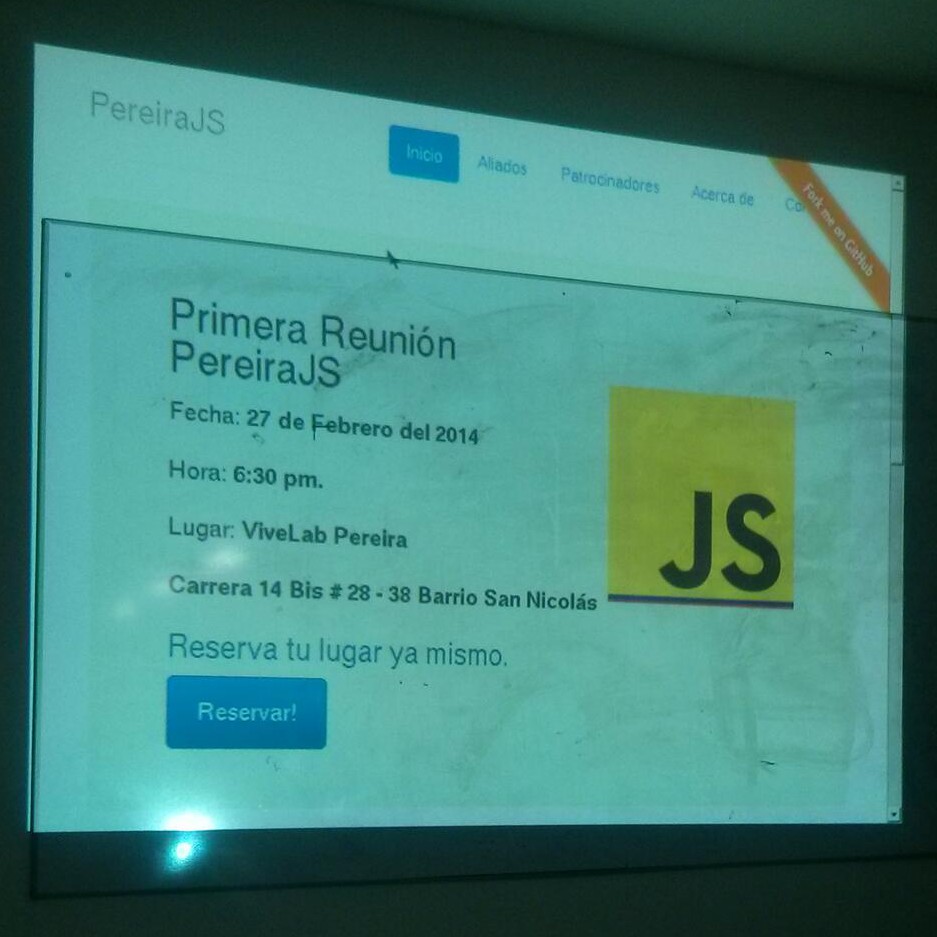 PereiraJS
Inicio
Aliados
Patrocinadores
Acerca de
Fork me on GitHub
Primera Reunión
PereiraJS
Fecha: 27 de Febrero del 2014
Hora: 6:30 pm.
Lugar: ViveLab Pereira
Carrera 14 Bis # 28 - 38 Barrio San Nicolás
JS
Reserva tu lugar ya mismo.
Reservar!